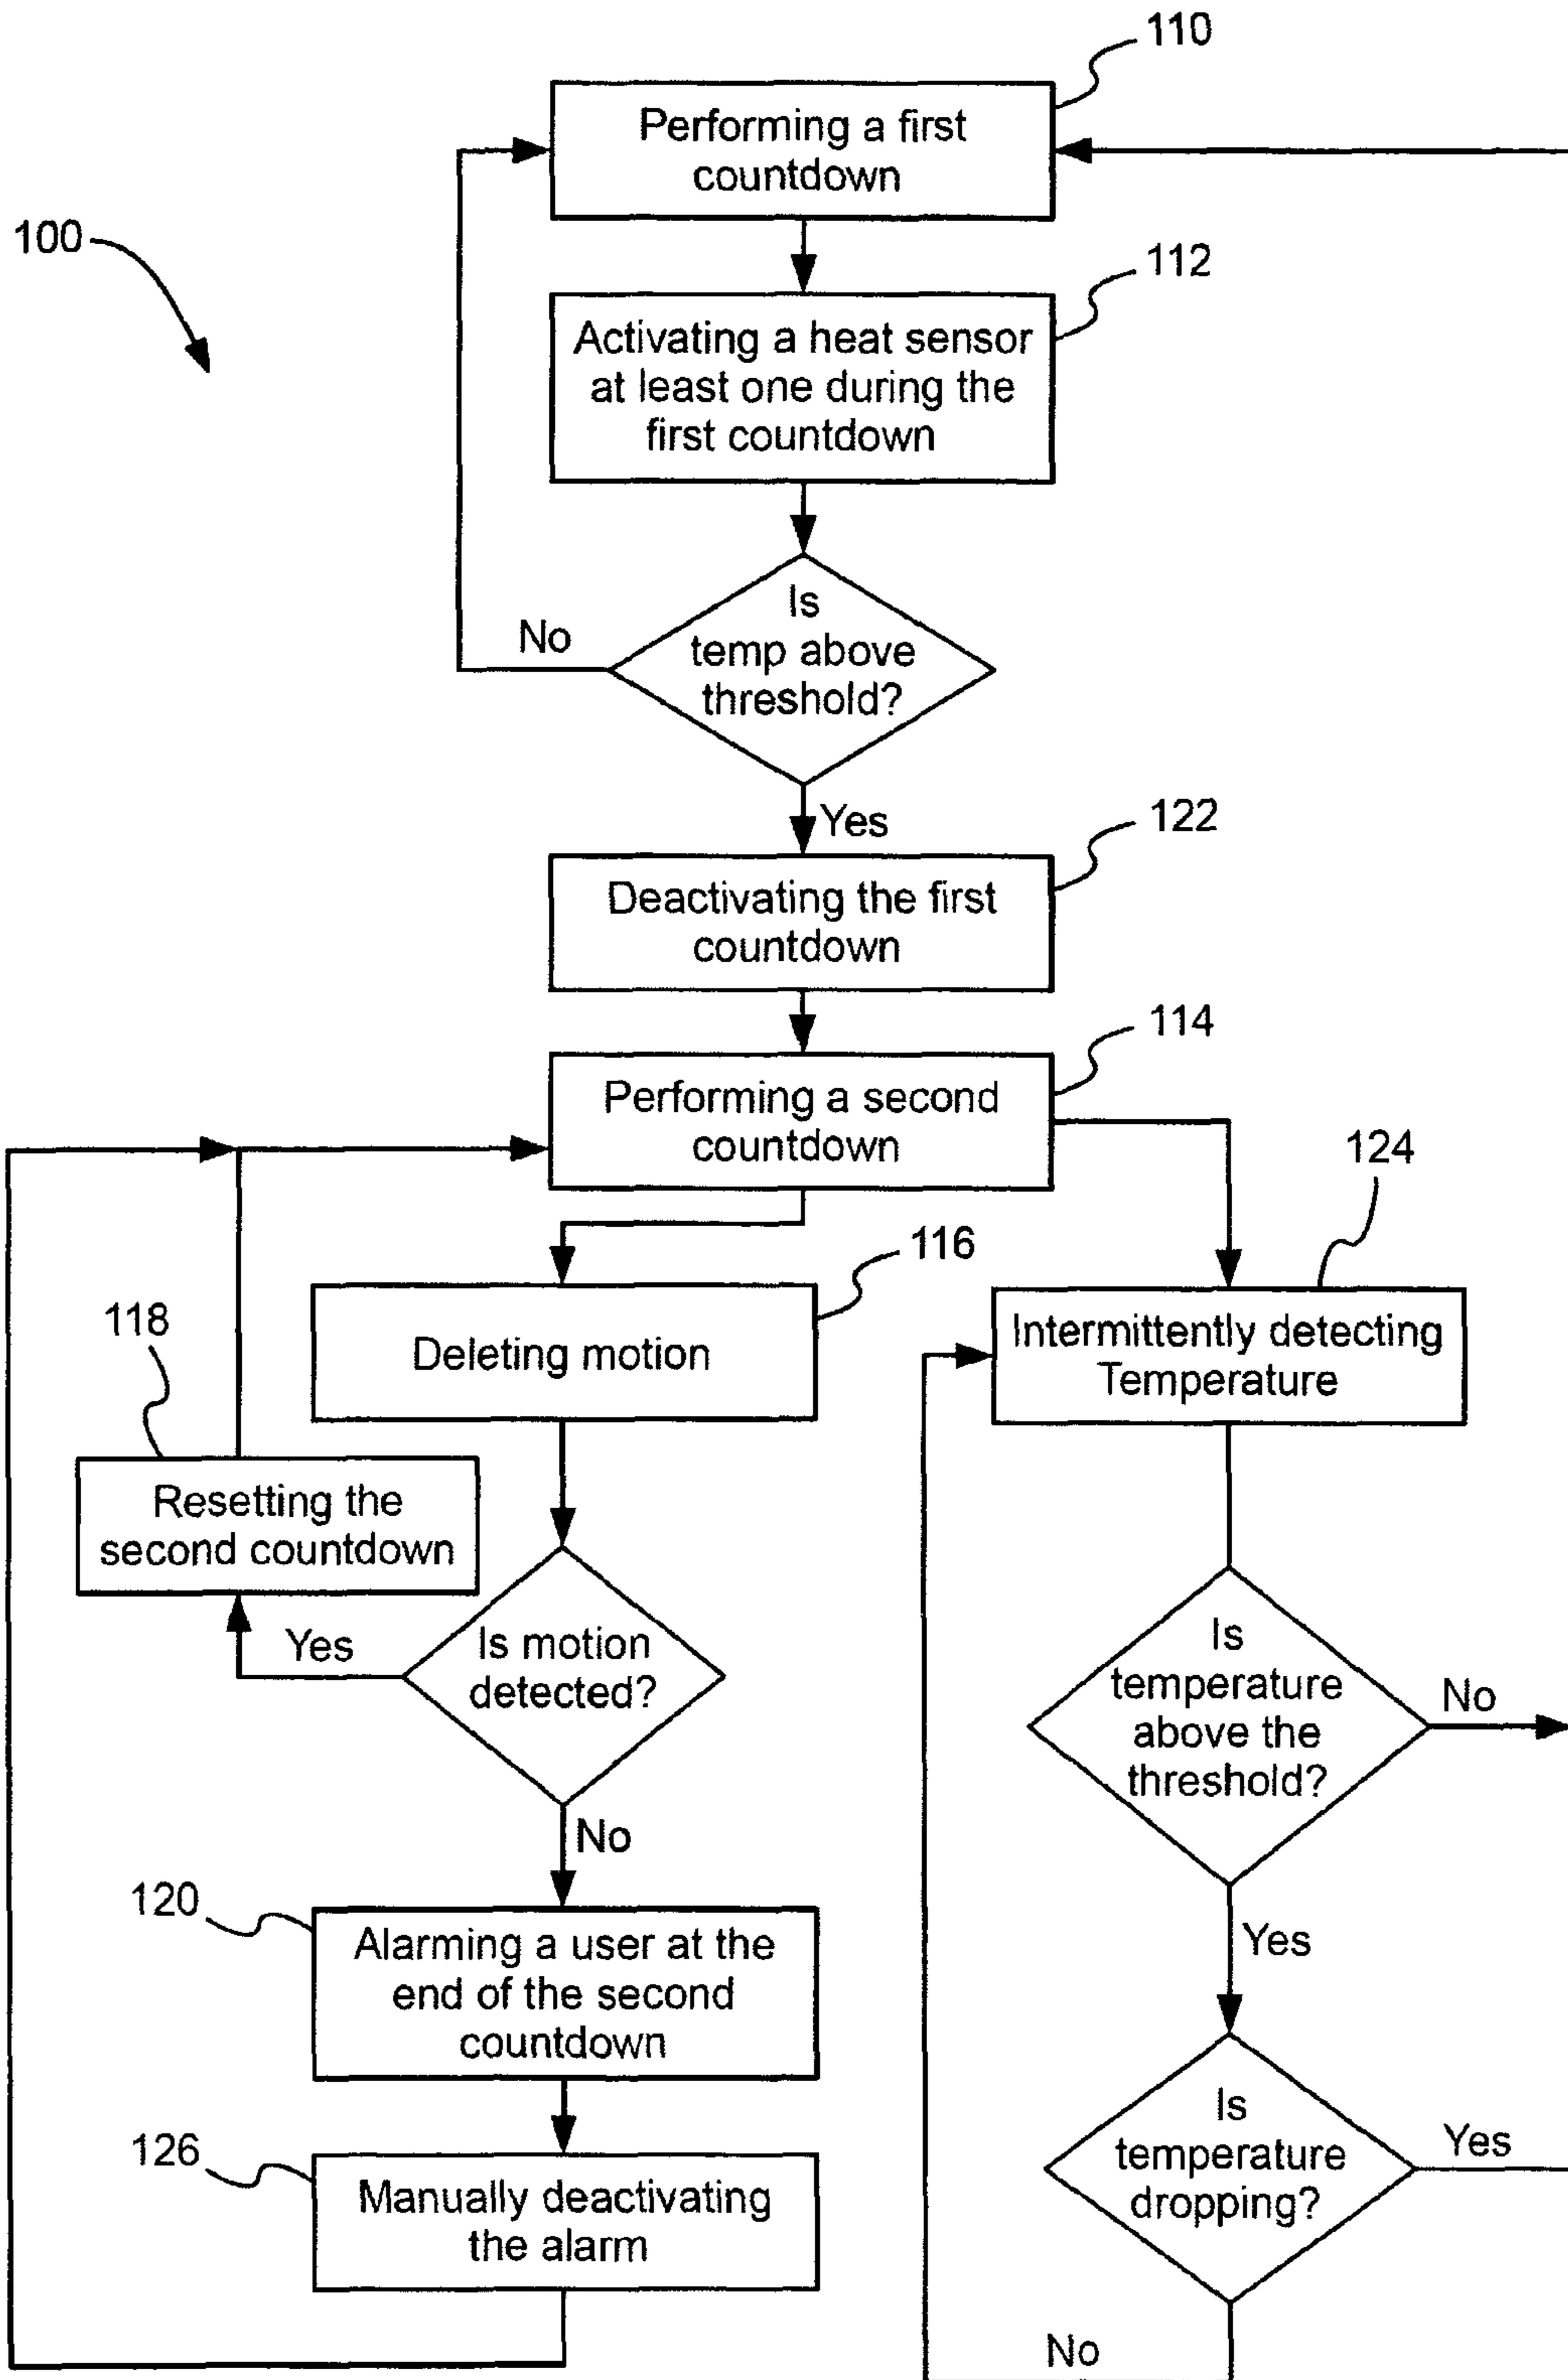 110
Performing a first
countdown
100
112
Activating a heat sensor
at least one during the
first countdown
Is
temp above
threshold?
No
Yes
122
Deactivating the first
countdown
114
Performing a second
countdown
124
116
Deleting motion
Intermittently detecting
Temperature
118
Resetting the
second countdown
Is motion
detected?
Yes
No
Is
temperature
above the
threshold?
No
Yes
120
Alarming a user at the
end of the second
countdown
126
Manually deactivating
the alarm
Is
temperature
dropping?
Yes
No